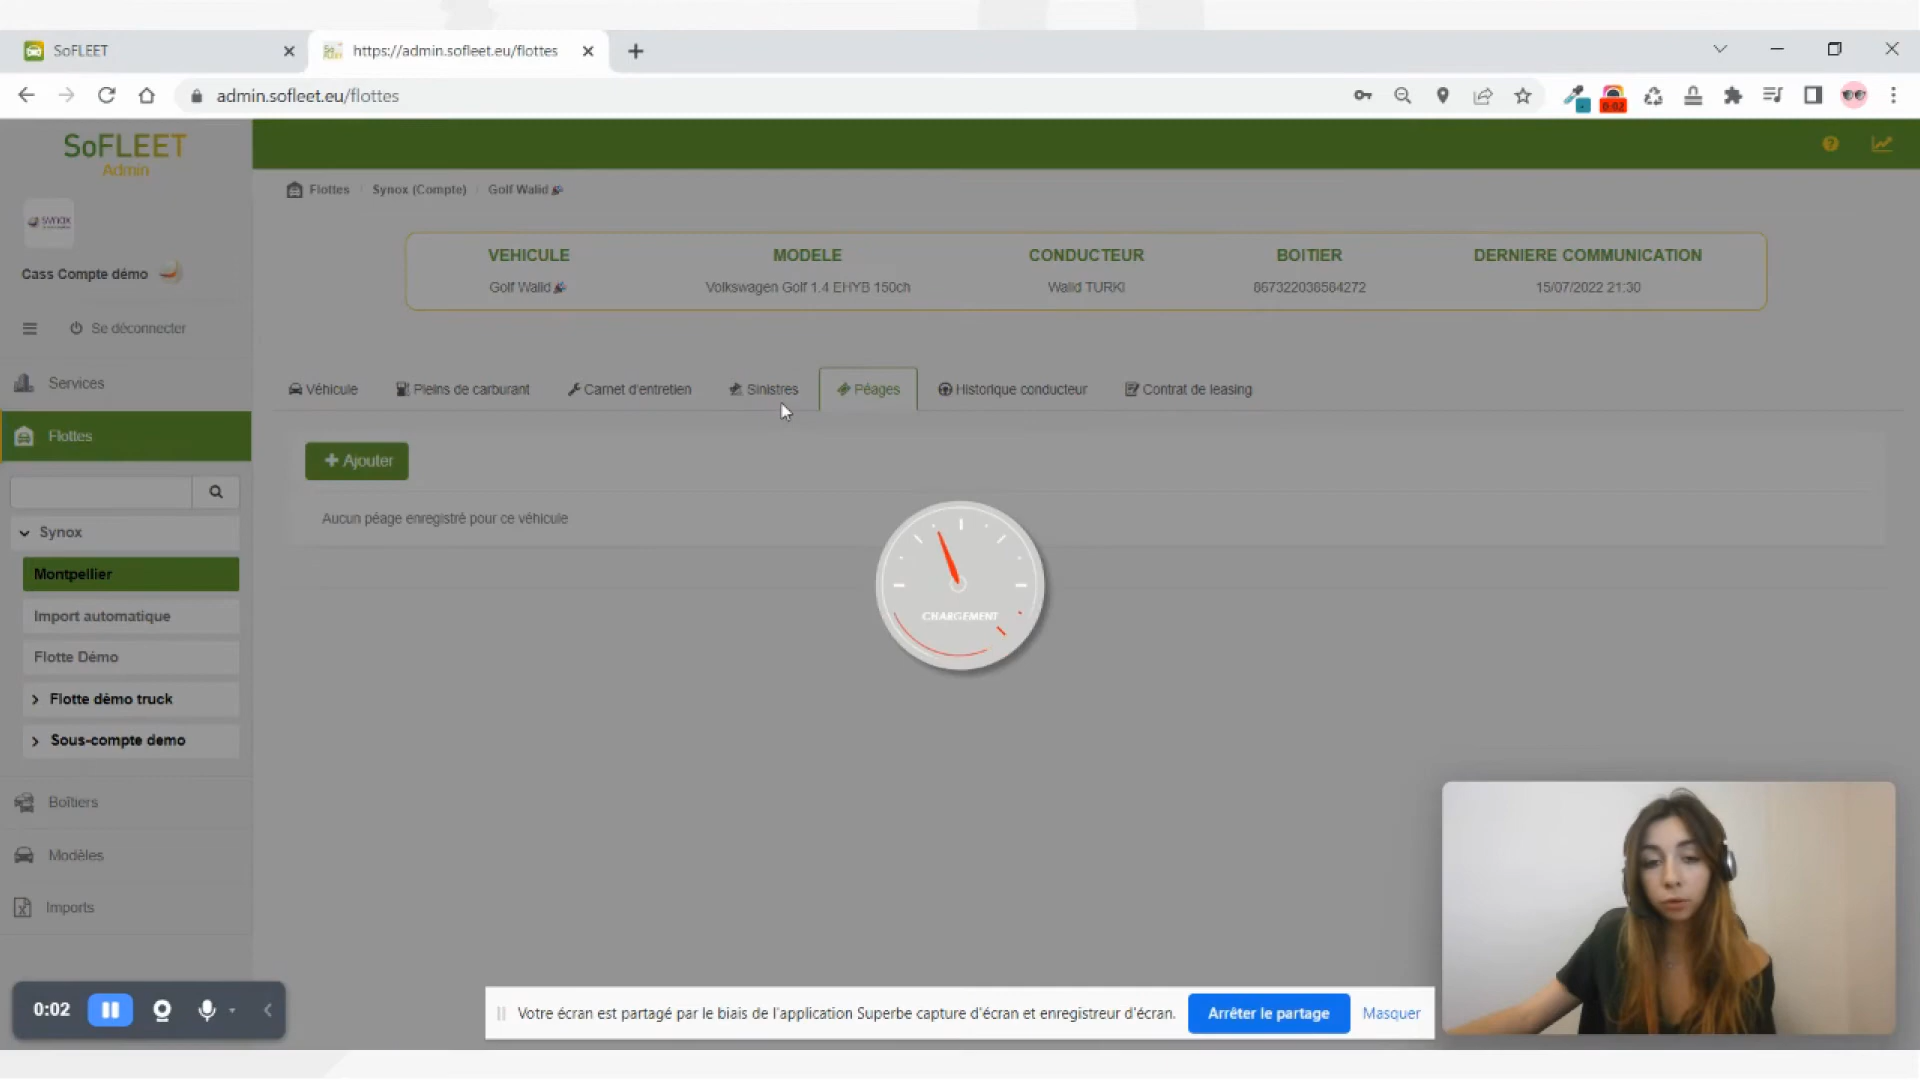 SoFLEET
https://admin.sofleet.eu/flottes
admin.sofleet.eu/flottes
0:02
SoFLEET
Admin
synox
Cass Compte démo
Se déconnecter
Services
Flottes
Synox
Montpellier
Import automatique
Flotte Démo
Flotte démo truck
Sous-compte demo
Boîtiers
Modèles
Imports
Flottes / Synox (Compte) / Golf Walid
VEHICULE MODELE CONDUCTEUR BOITIER DERNIERE COMMUNICATION
Golf Walid Volkswagen Golf 1.4 EHYB 150ch Walid TURKI 867322038584272 15/07/2022 21:30
Véhicule Pleins de carburant Carnet d'entretien Sinistres Péages Historique conducteur Contrat de leasing
+ Ajouter
Aucun péage enregistré pour ce véhicule
CHARGEMENT
0:02
Votre écran est partagé par le biais de l'application Superbe capture d'écran et enregistreur d'écran. Arrêter le partage Masquer